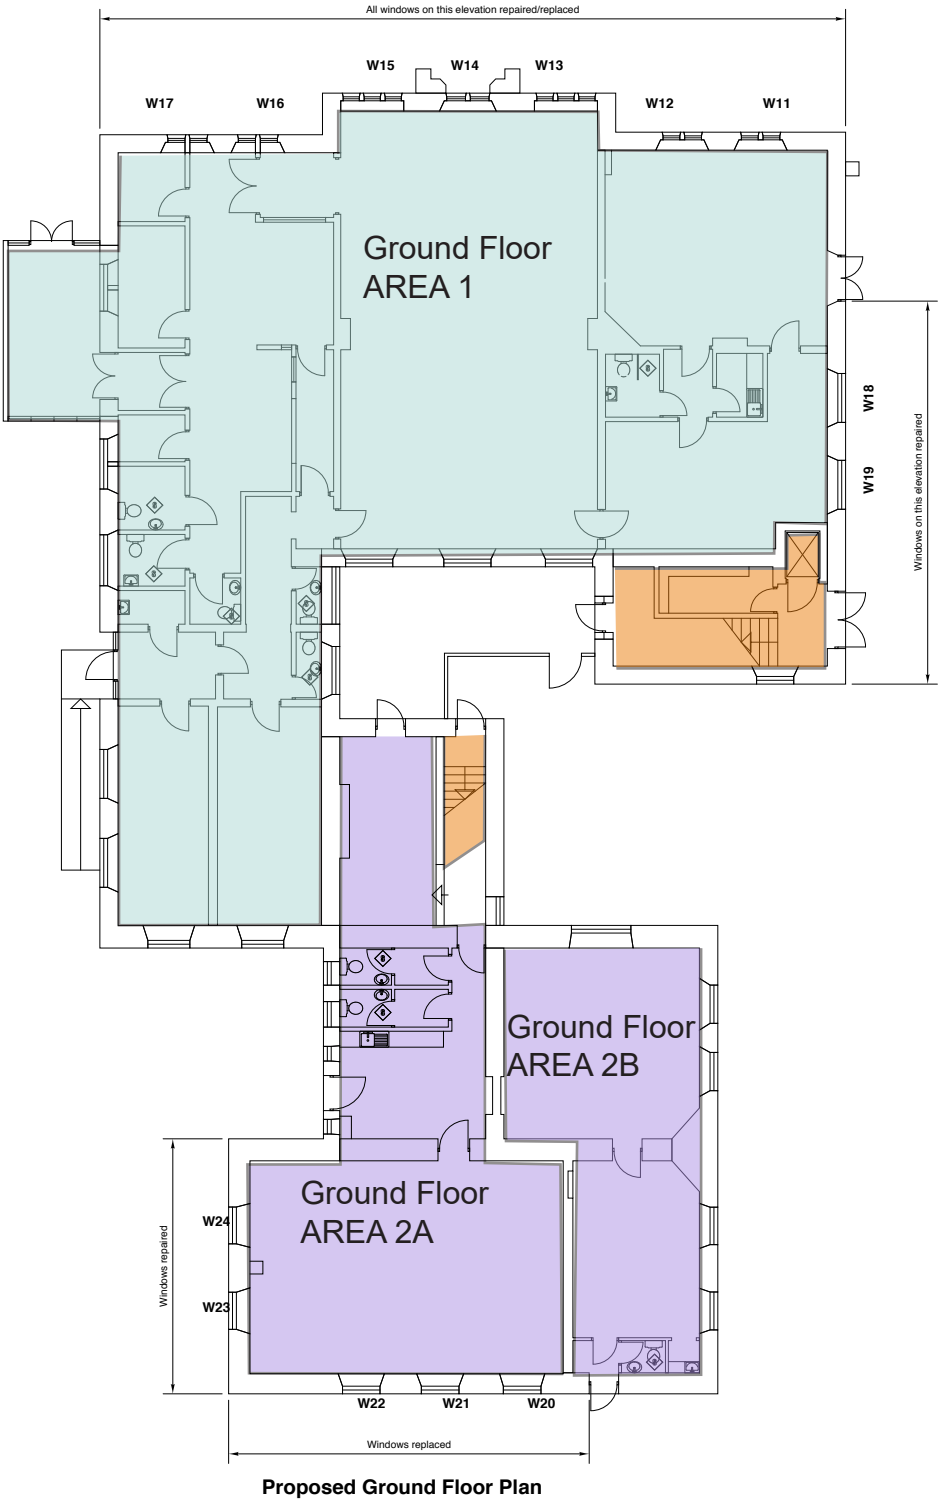 All windows on this elevation repaired/replaced
W15
W14
W13
W17
W16
W12
W11
Ground Floor
AREA 1
W18
W19
Windows on this elevation repaired
Ground Floor
AREA 2B
Ground Floor
AREA 2A
W24
W23
Windows repaired
W22
W21
W20
Windows replaced
Proposed Ground Floor Plan